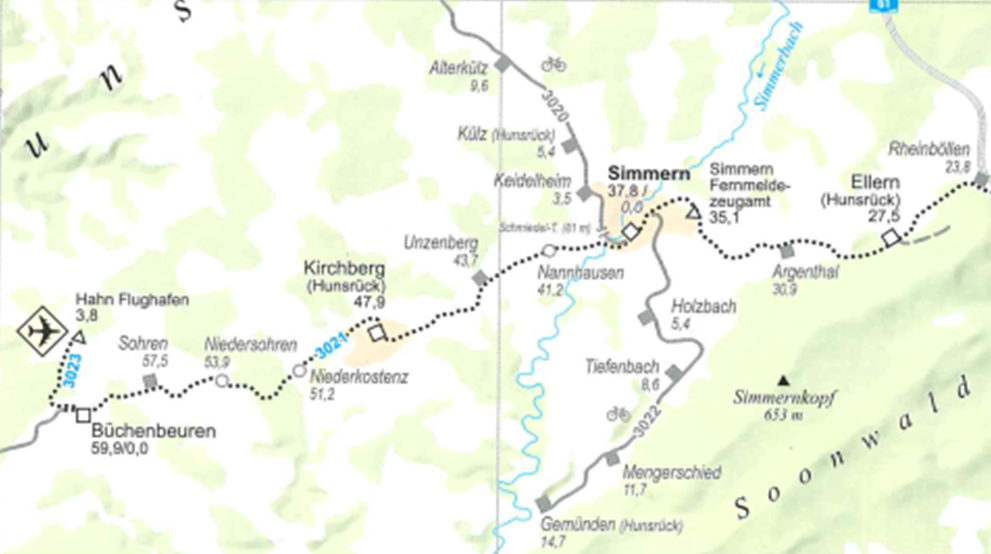 61
u n s
Alterkülz
9,6
3020
Simmerbach
Külz (Hunsrück)
5,4
Keidelheim
3,5
Simmern
37,8 /
0,0
Simmern
Fernmelde-
zeugamt
35,1
Rheinböllen
23,8
Ellern
(Hunsrück)
27,5
Schmiedel-T. (61 m)
Unzenberg
43,7
Nannhausen
41,2
Argenthal
30,9
Kirchberg
(Hunsrück)
47,9
Hahn Flughafen
3,8
Holzbach
5,4
Sohren
57,5
Niedersohren
53,9
3021
3023
Niederkostenz
51,2
Tiefenbach
8,6
Simmernkopf
653 m
3022
Büchenbeuren
59,9/0,0
Mengerschied
11,7
Soonwald
Gemünden (Hunsrück)
14,7